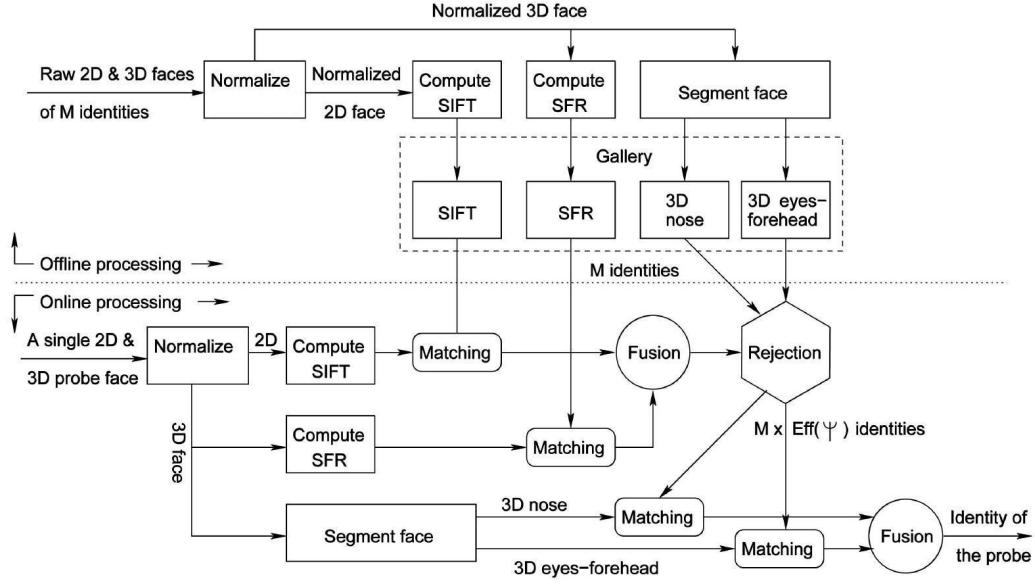 Normalized 3D face
Raw 2D & 3D faces
of M identities
Normalize
Normalized
2D face
Compute
SIFT
Compute
SFR
Segment face
Gallery
SIFT
SFR
3D
nose
3D eyes-
forehead
Offline processing
M identities
Online processing
A single 2D &
3D probe face
Normalize
2D
Compute
SIFT
Matching
Fusion
Rejection
3D face
Compute
SFR
Matching
M x Eff(Ψ) identities
Segment face
3D nose
Matching
3D eyes-forehead
Matching
Fusion
Identity of
the probe